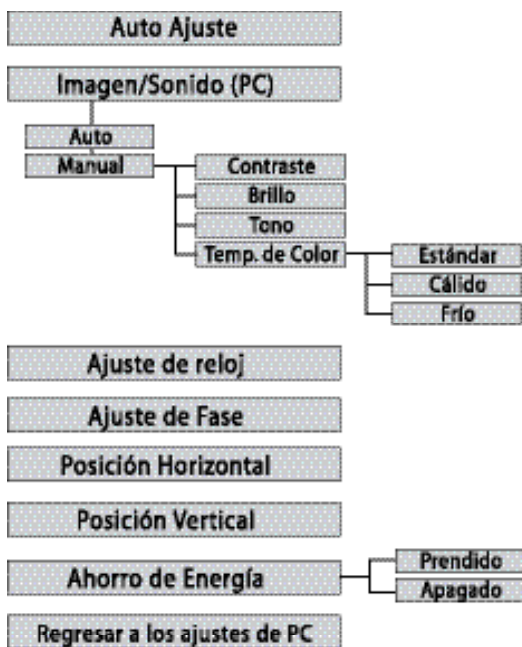 Auto Ajuste
Imagen/Sonido (PC)
Auto
Manual
Contraste
Brillo
Tono
Temp. de Color
Estándar
Cálido
Frío
Ajuste de reloj
Ajuste de Fase
Posición Horizontal
Posición Vertical
Ahorro de Energía
Prendido
Apagado
Regresar a los ajustes de PC